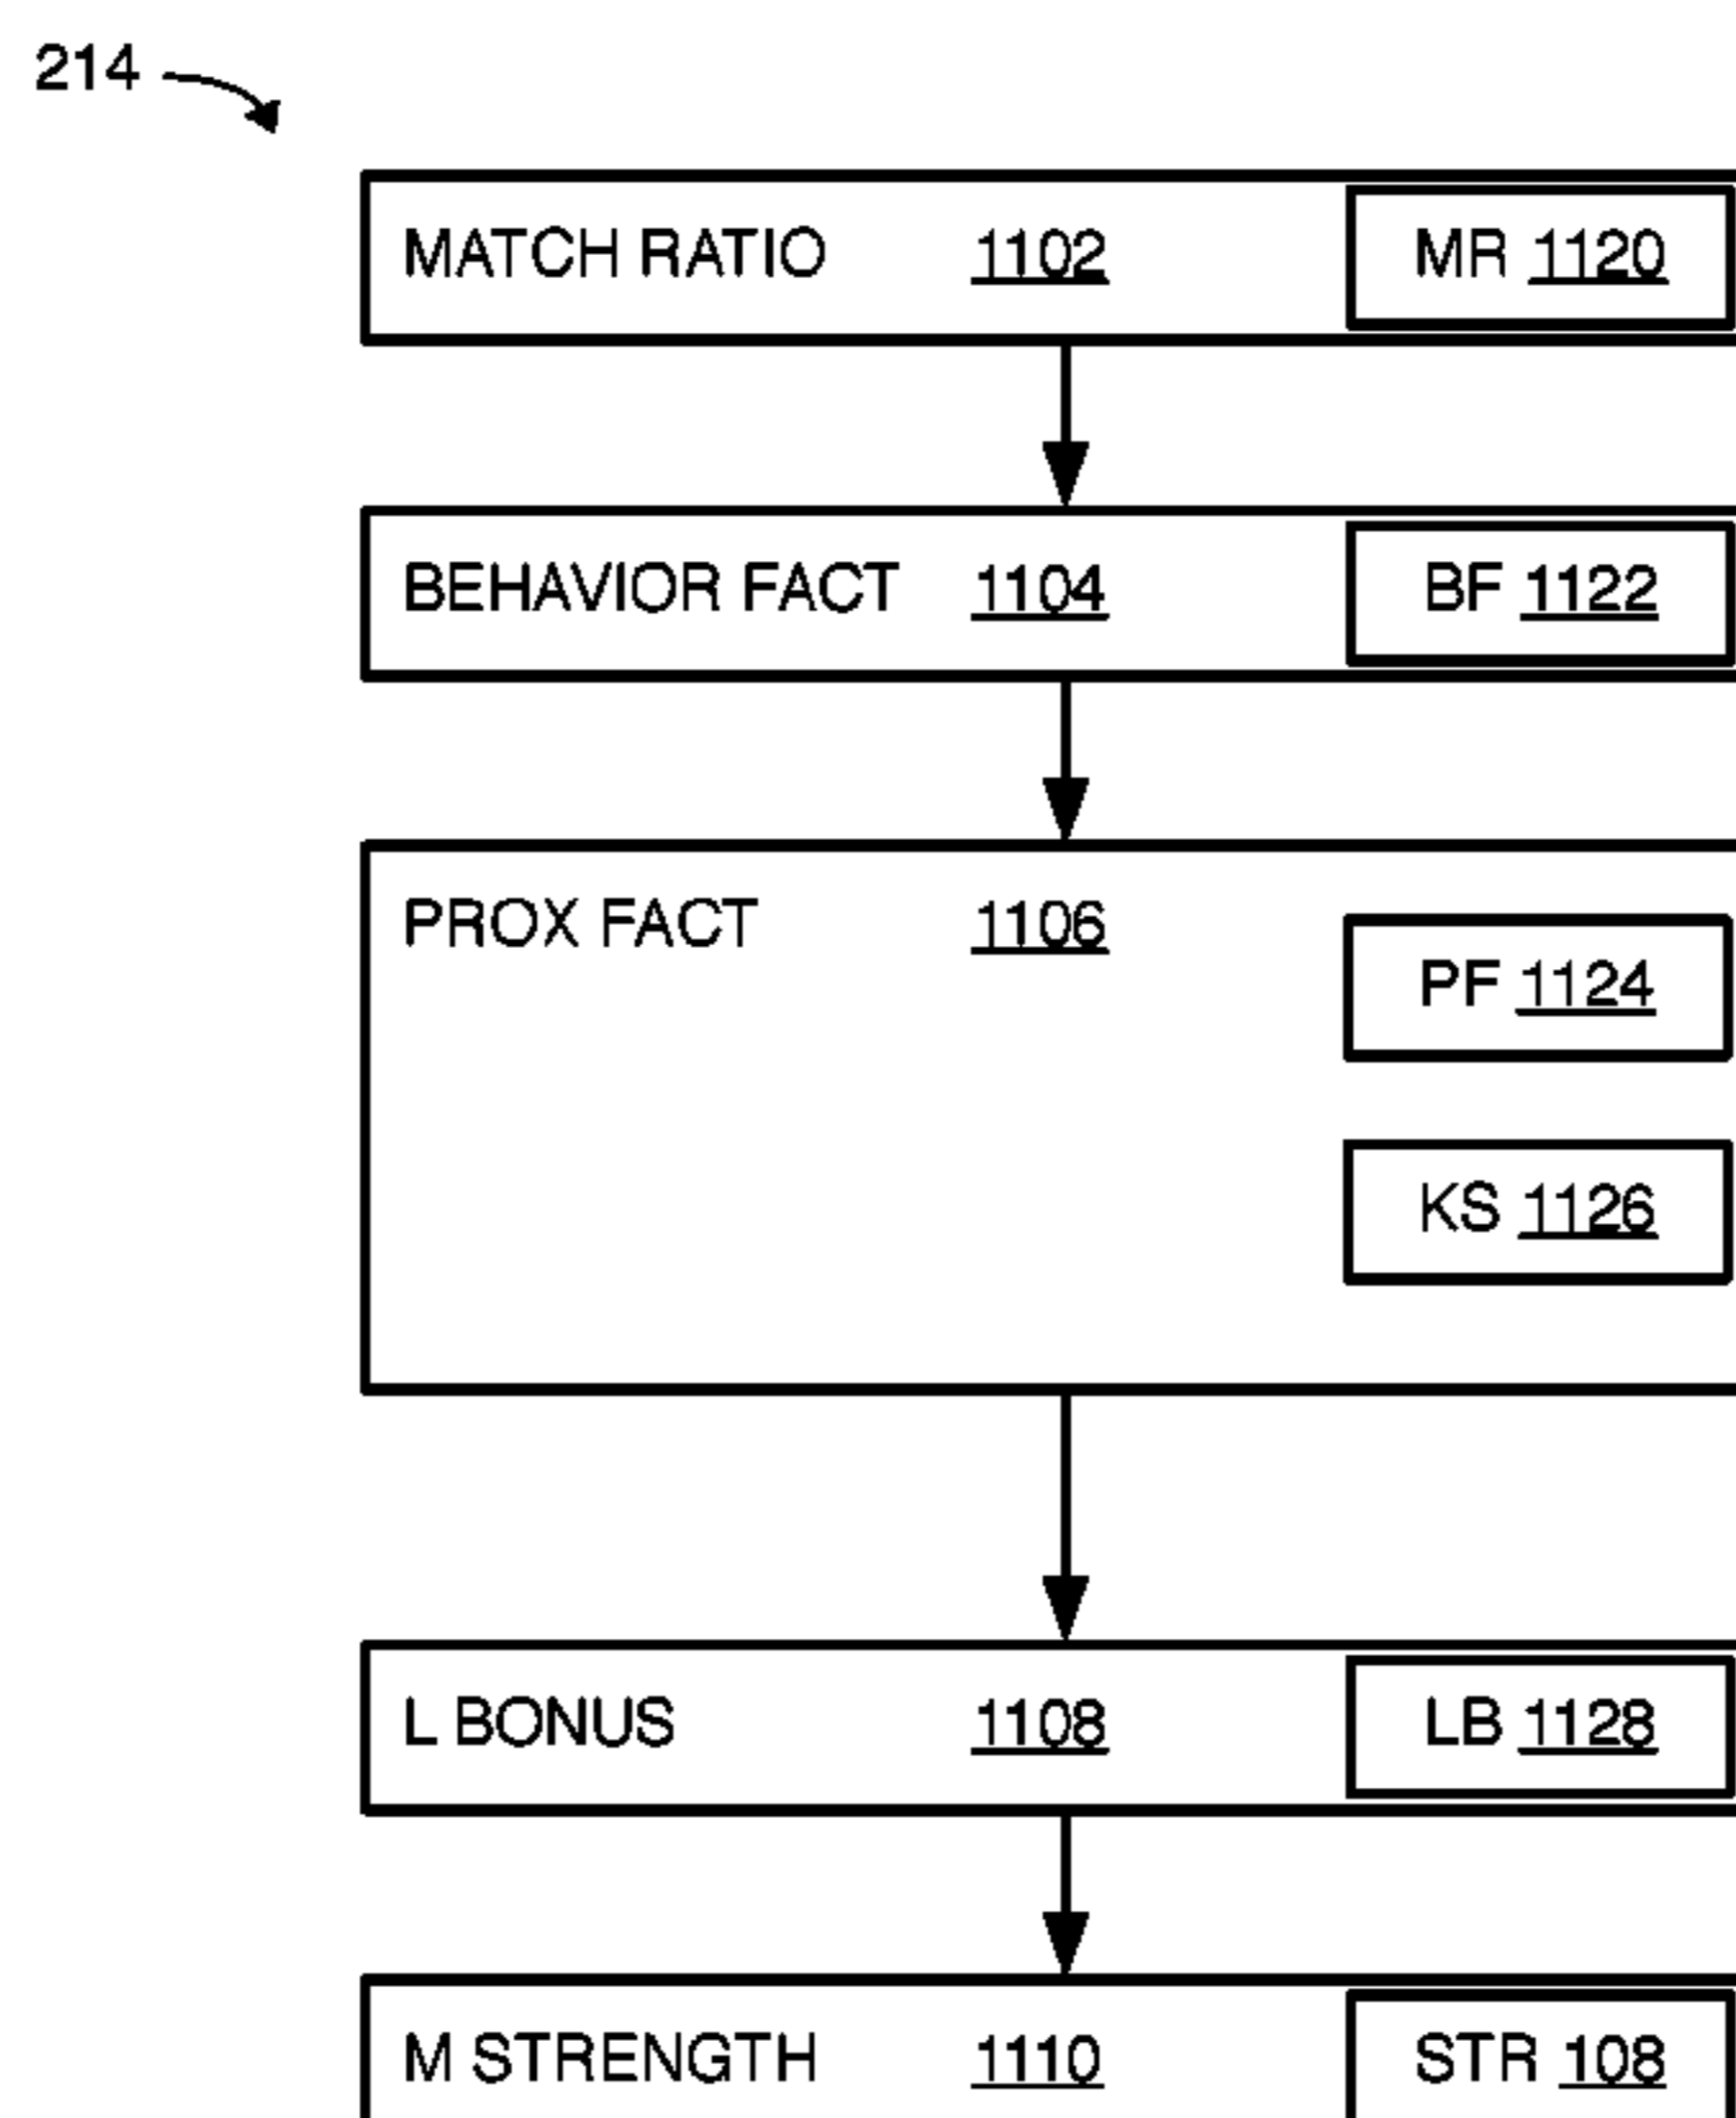 214
MATCH RATIO 1102 MR 1120
BEHAVIOR FACT 1104 BF 1122
PROX FACT 1106
PF 1124
KS 1126
L BONUS 1108 LB 1128
M STRENGTH 1110 STR 108